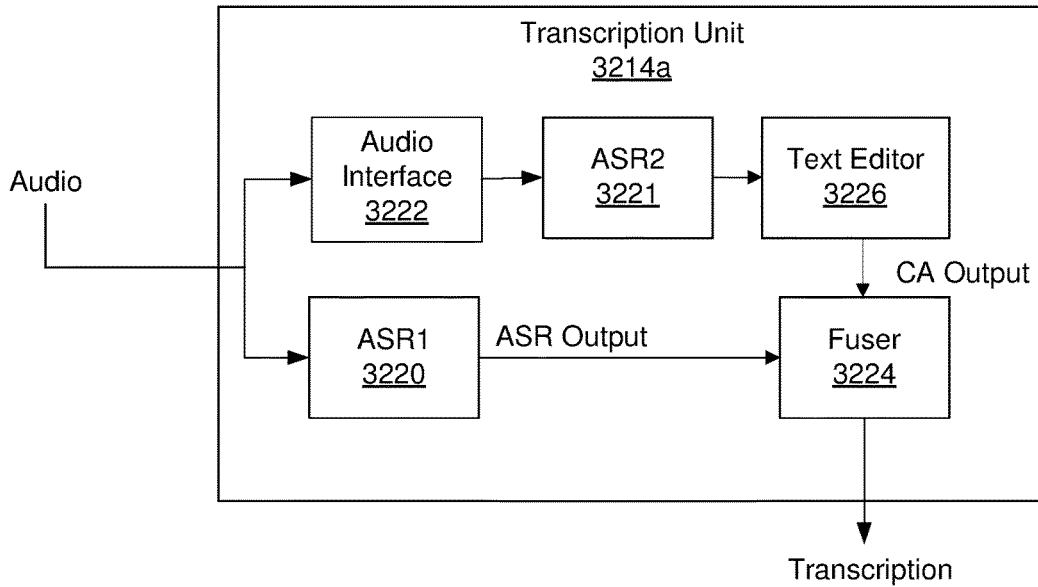 Transcription Unit
3214a
Audio
Interface
3222
ASR2
3221
Text Editor
3226
Audio
CA Output
ASR1
3220
ASR Output
Fuser
3224
Transcription